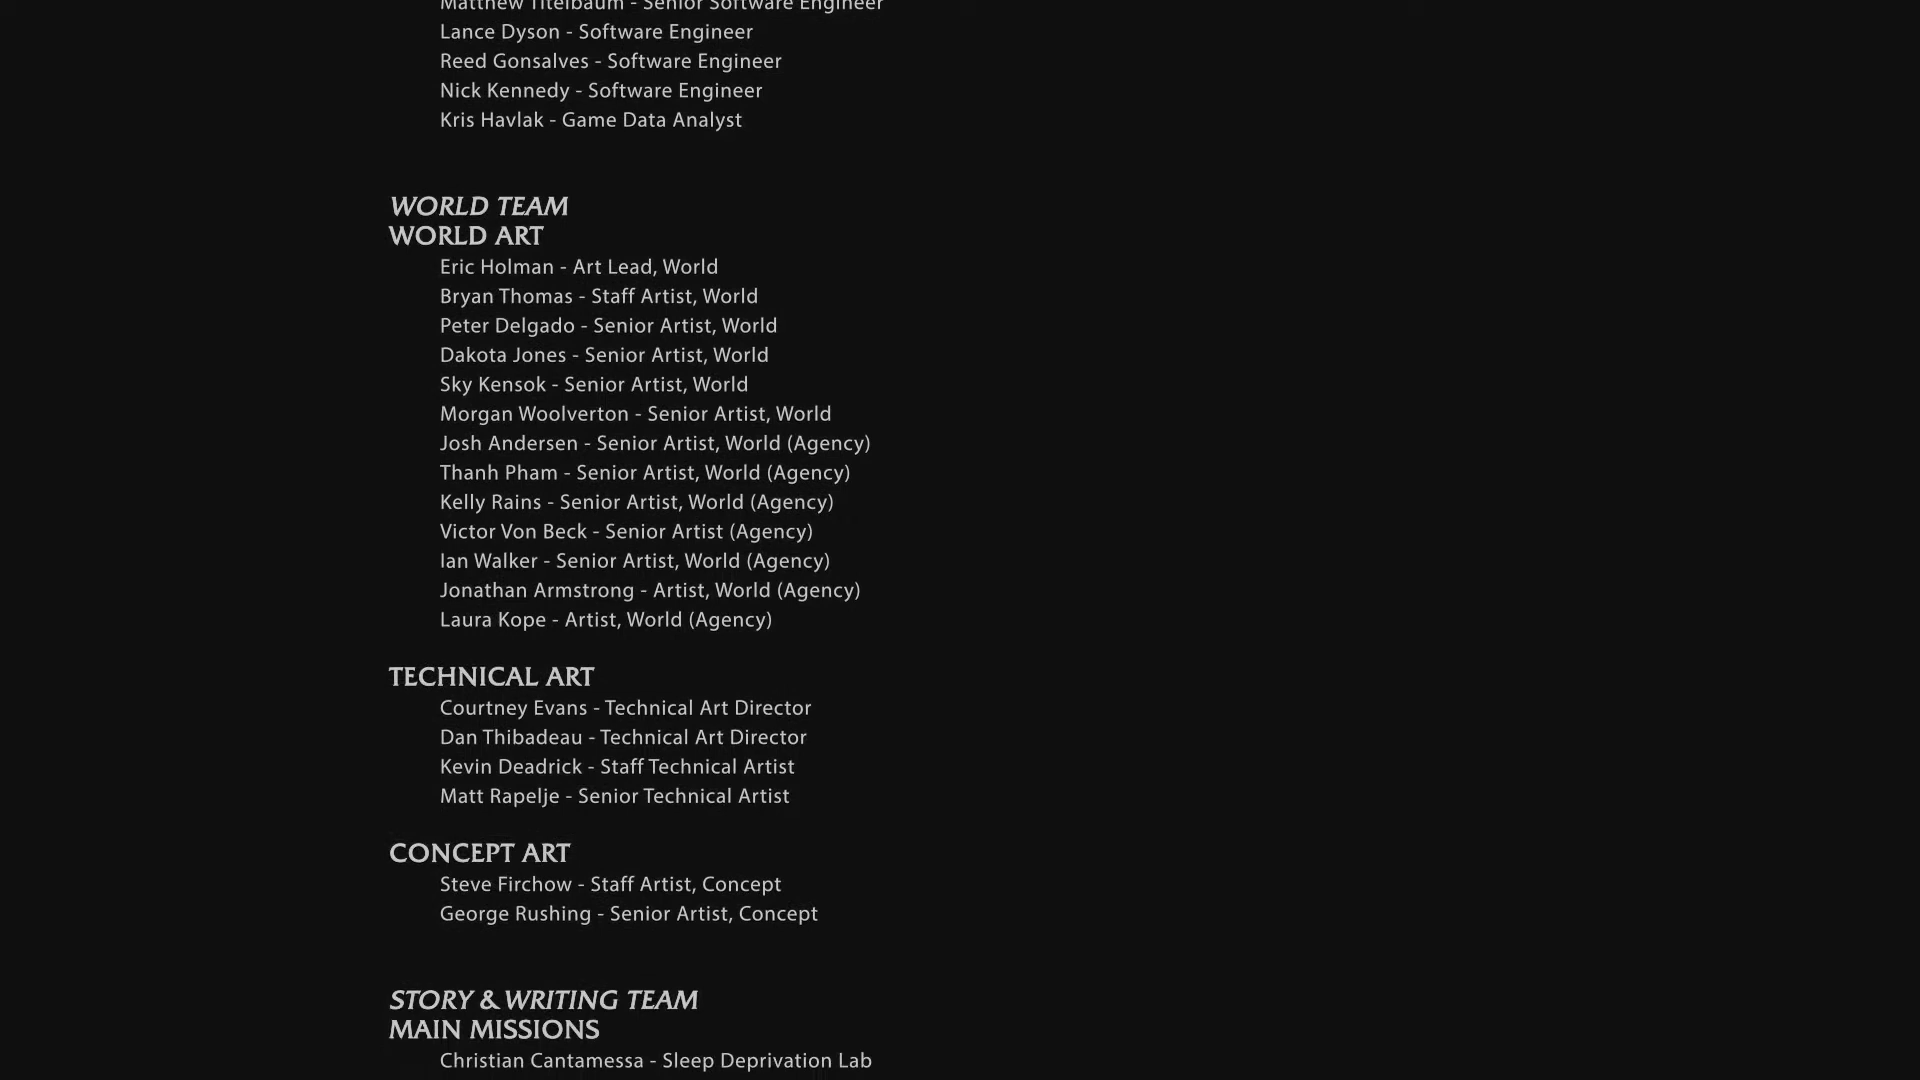 Matthew Titelbaum - Senior Software Engineer
Lance Dyson - Software Engineer
Reed Gonsalves - Software Engineer
Nick Kennedy - Software Engineer
Kris Havlak - Game Data Analyst
WORLD TEAM
WORLD ART
Eric Holman - Art Lead, World
Bryan Thomas - Staff Artist, World
Peter Delgado - Senior Artist, World
Dakota Jones - Senior Artist, World
Sky Kensok - Senior Artist, World
Morgan Woolverton - Senior Artist, World
Josh Andersen - Senior Artist, World (Agency)
Thanh Pham - Senior Artist, World (Agency)
Kelly Rains - Senior Artist, World (Agency)
Victor Von Beck - Senior Artist (Agency)
Ian Walker - Senior Artist, World (Agency)
Jonathan Armstrong - Artist, World (Agency)
Laura Kope - Artist, World (Agency)
TECHNICAL ART
Courtney Evans - Technical Art Director
Dan Thibadeau - Technical Art Director
Kevin Deadrick - Staff Technical Artist
Matt Rapelje - Senior Technical Artist
CONCEPT ART
Steve Firchow - Staff Artist, Concept
George Rushing - Senior Artist, Concept
STORY & WRITING TEAM
MAIN MISSIONS
Christian Cantamessa - Sleep Deprivation Lab